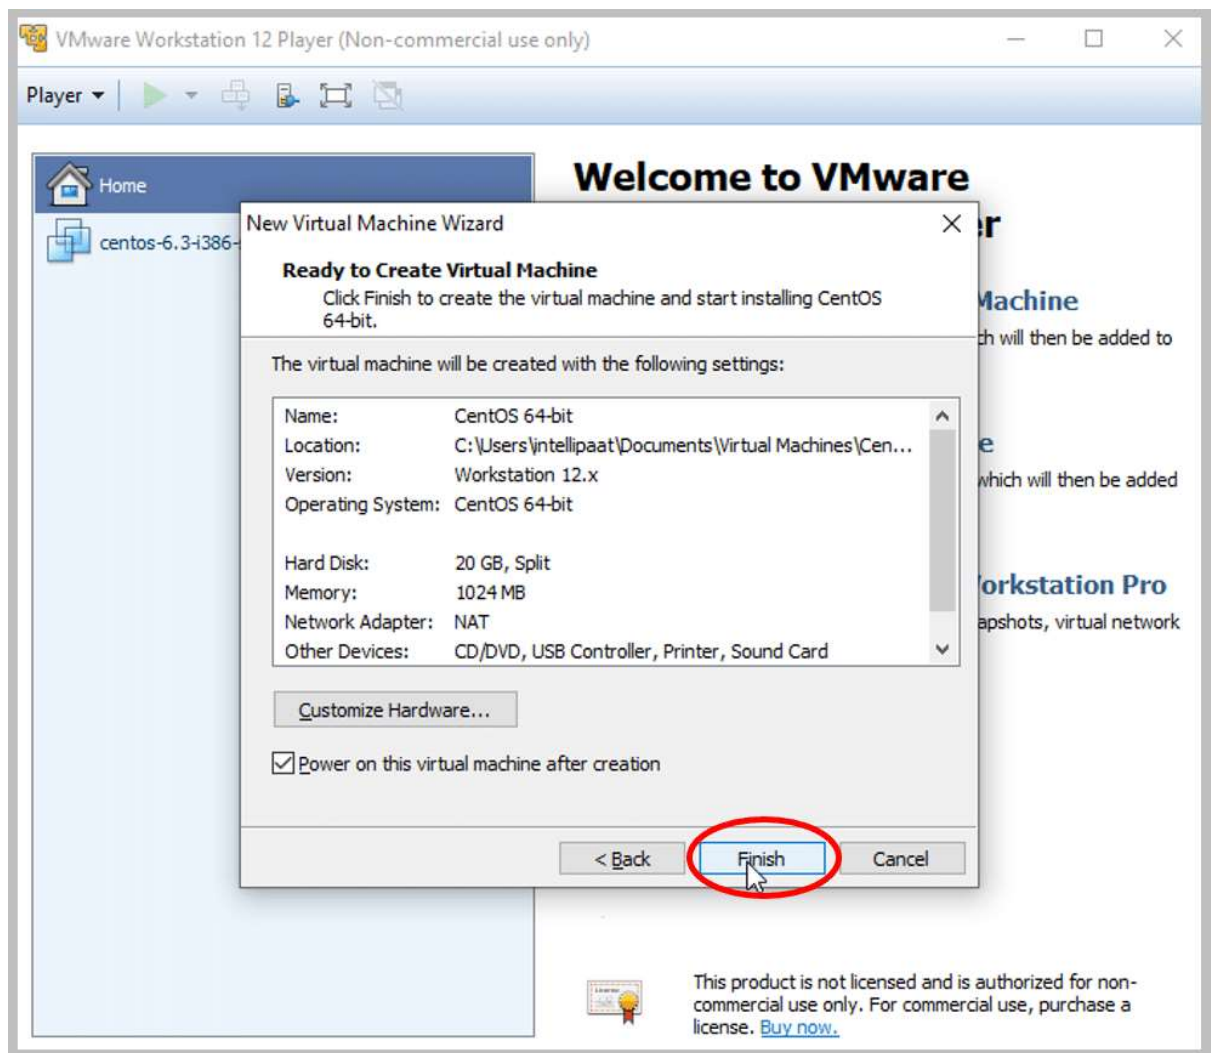 VMware Workstation 12 Player (Non-commercial use only)
Player
Home
centos-6.3-i386-
Welcome to VMware
er
Machine
ch will then be added to
e
which will then be added
orkstation Pro
apshots, virtual network
New Virtual Machine Wizard
Ready to Create Virtual Machine
Click Finish to create the virtual machine and start installing CentOS
64-bit.
The virtual machine will be created with the following settings:
Name: CentOS 64-bit
Location: C:\Users\intellipaat\Documents\Virtual Machines\Cen...
Version: Workstation 12.x
Operating System: CentOS 64-bit
Hard Disk: 20 GB, Split
Memory: 1024 MB
Network Adapter: NAT
Other Devices: CD/DVD, USB Controller, Printer, Sound Card
Customize Hardware...
Power on this virtual machine after creation
< Back Finish Cancel
This product is not licensed and is authorized for non-
commercial use only. For commercial use, purchase a
license. Buy now.